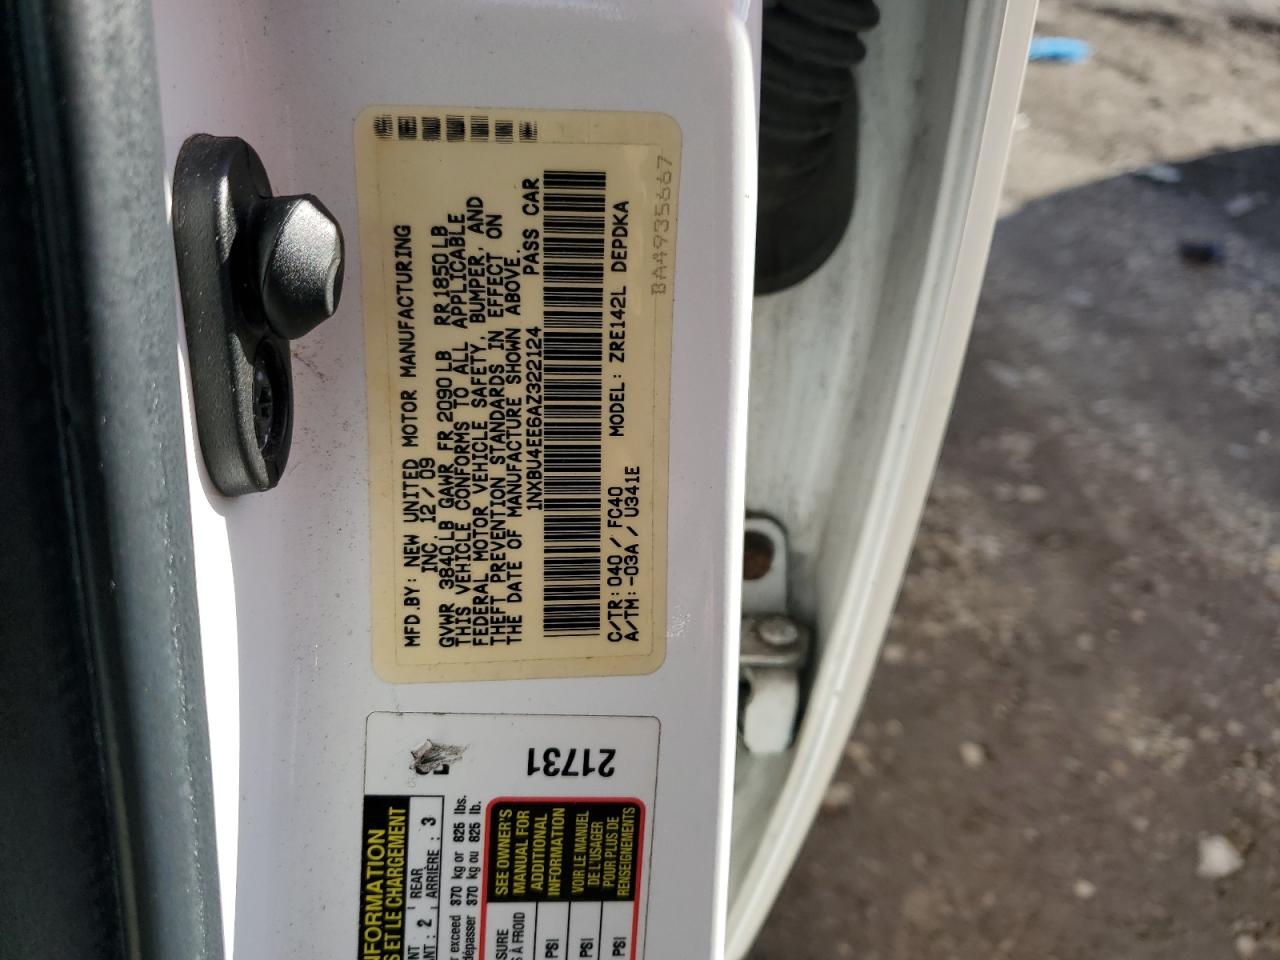 MFD.BY: NEW UNITED MOTOR MANUFACTURING
INC 12/09
GVWR 3840LB GAWR FR 2090LB RR 1850LB
THIS VEHICLE CONFORMS TO ALL APPLICABLE
FEDERAL MOTOR VEHICLE SAFETY, BUMPER, AND
THEFT PREVENTION STANDARDS IN EFFECT ON
THE DATE OF MANUFACTURE SHOWN ABOVE.
1NXBU4EE6AZ322124 PASS CAR
C/TR: 040 / FC40 MODEL: ZRE142L DEPDKA
A/TM: -03A / U341E
BA4935667
21731
INFORMATION
S ET LE CHARGEMENT
REAR
ANT : 2 , ARRIÈRE : 3
exceed 370 kg or 825 lbs.
dépasser 370 kg ou 825 lb.
SEE OWNER'S
MANUAL FOR
ADDITIONAL
INFORMATION
VOIR LE MANUEL
DE L'USAGER
POUR PLUS DE
RENSEIGNEMENTS
SURE
À FROID
PSI
PSI
PSI